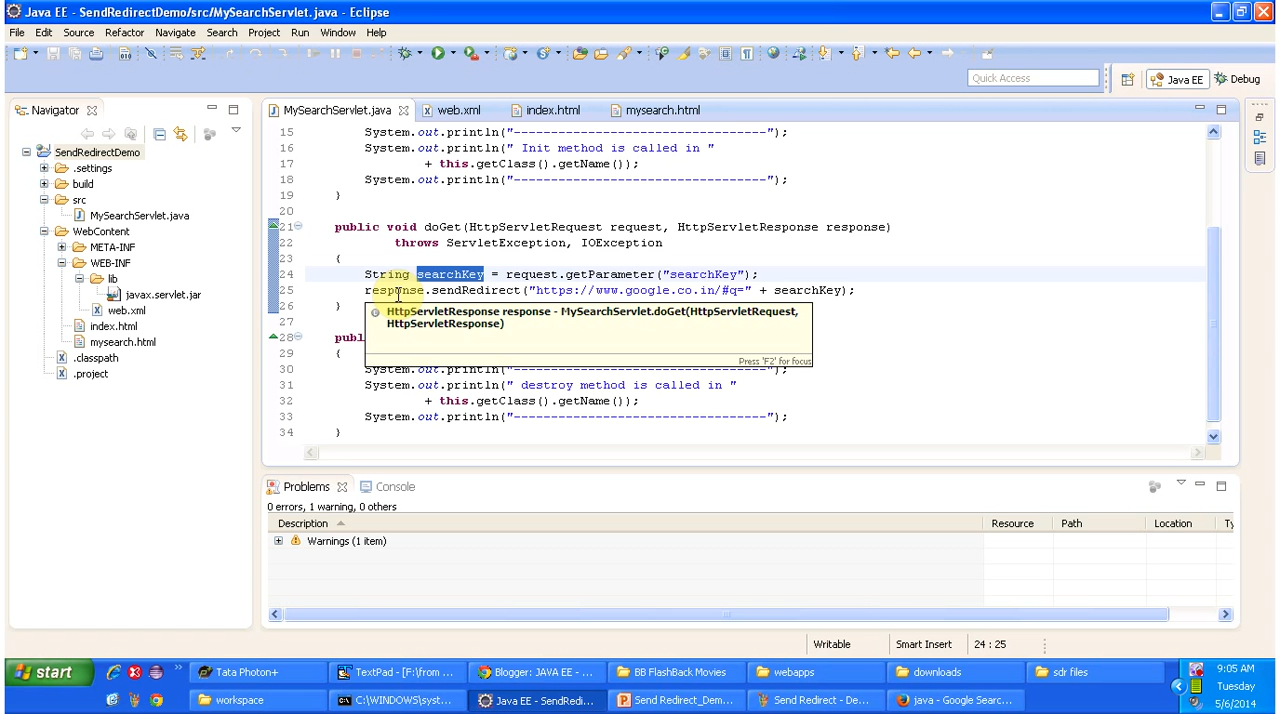 Java EE - SendRedirectDemo/src/MySearchServlet.java - Eclipse
File Edit Source Refactor Navigate Search Project Run Window Help
Quick Access
Java EE
Debug
Navigator
SendRedirectDemo
.settings
build
src
MySearchServlet.java
WebContent
META-INF
WEB-INF
lib
javax.servlet.jar
web.xml
index.html
mysearch.html
.classpath
.project
MySearchServlet.java web.xml index.html mysearch.html
15 System.out.println("----------------------------------");
16 System.out.println(" Init method is called in "
17 + this.getClass().getName());
18 System.out.println("----------------------------------");
19 }
20
21 public void doGet(HttpServletRequest request, HttpServletResponse response)
22 throws ServletException, IOException
23 {
24 String searchKey = request.getParameter("searchKey");
25 response.sendRedirect("https://www.google.co.in/#q=" + searchKey);
26 }
HttpServletResponse response - MySearchServlet.doGet(HttpServletRequest,
HttpServletResponse)
Press 'F2' for focus
27
28 publ
29 {
30 System.out.println("----------------------------------");
31 System.out.println(" destroy method is called in "
32 + this.getClass().getName());
33 System.out.println("----------------------------------");
34 }
Problems Console
0 errors, 1 warning, 0 others
Description Resource Path Location Ty
Warnings (1 item)
Writable Smart Insert 24 : 25
start
Tata Photon+
TextPad - [F:\from ...
Blogger: JAVA EE - ...
BB FlashBack Movies
webapps
downloads
sdr files
workspace
C:\WINDOWS\syst...
Java EE - SendRedi...
Send Redirect_Dem...
Send Redirect - De...
java - Google Searc...
9:05 AM
Tuesday
5/6/2014